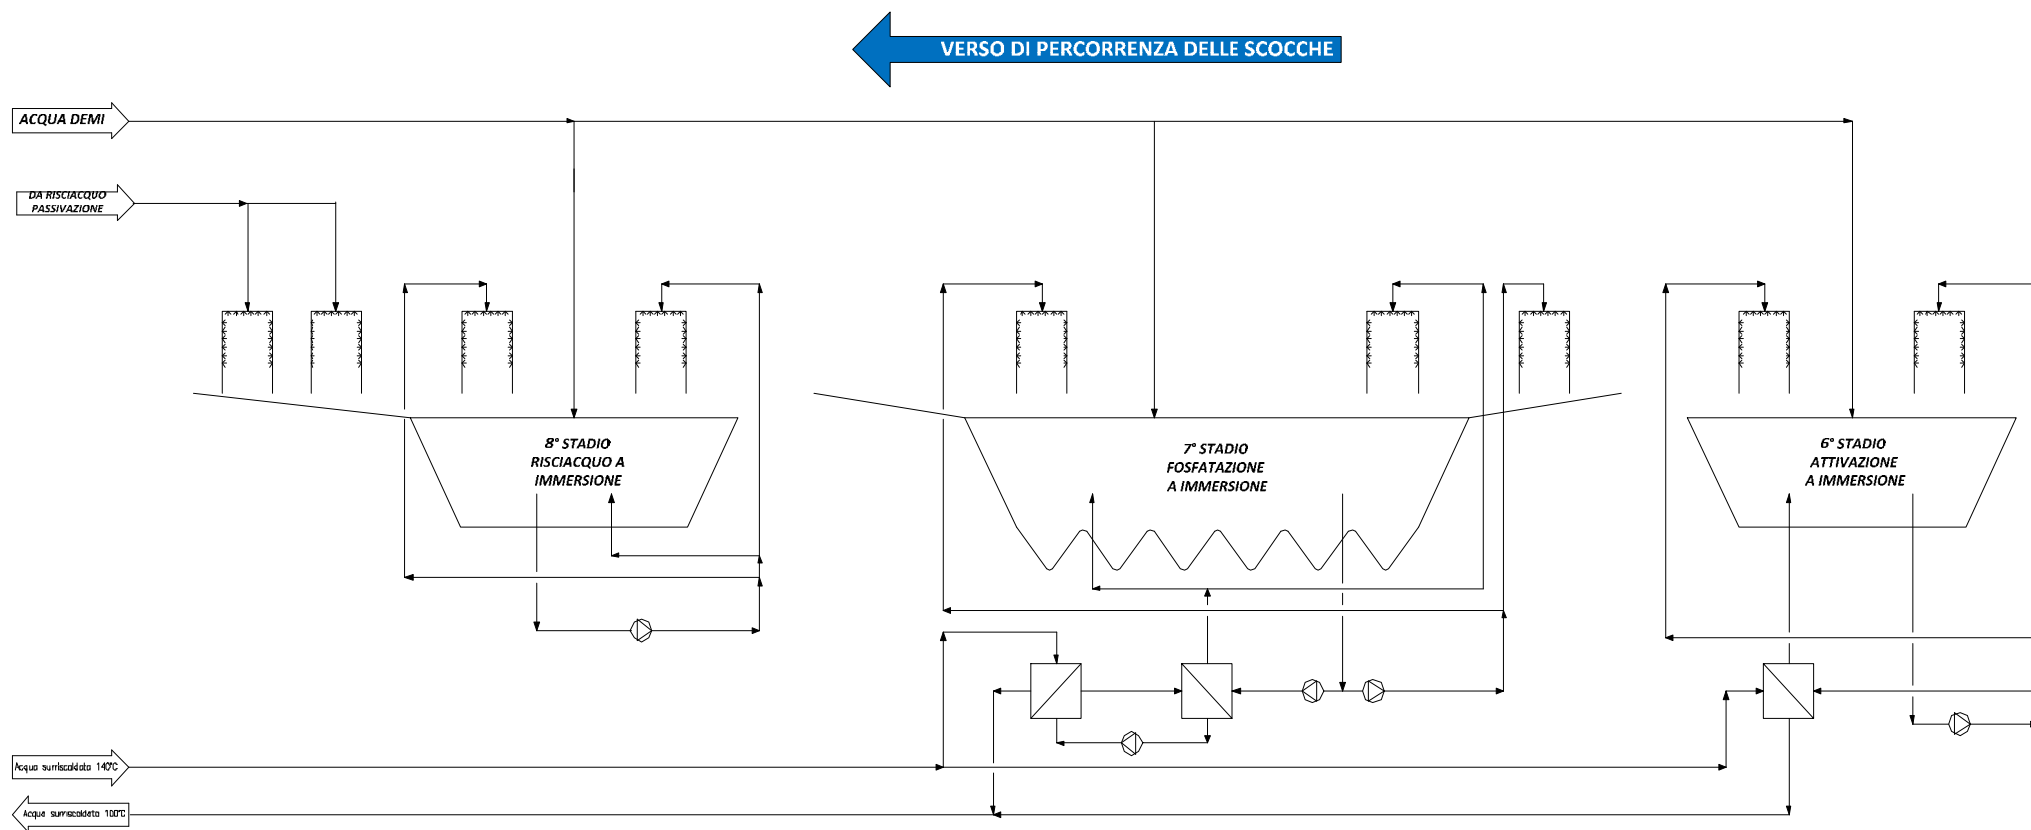 VERSO DI PERCORRENZA DELLE SCOCCHE
ACQUA DEMI
DA RISCIACQUO
PASSIVAZIONE
8° STADIO
RISCIACQUO A
IMMERSIONE
7° STADIO
FOSFATAZIONE
A IMMERSIONE
6° STADIO
ATTIVAZIONE
A IMMERSIONE
Acqua surriscaldata 140°C
Acqua surriscaldata 100°C